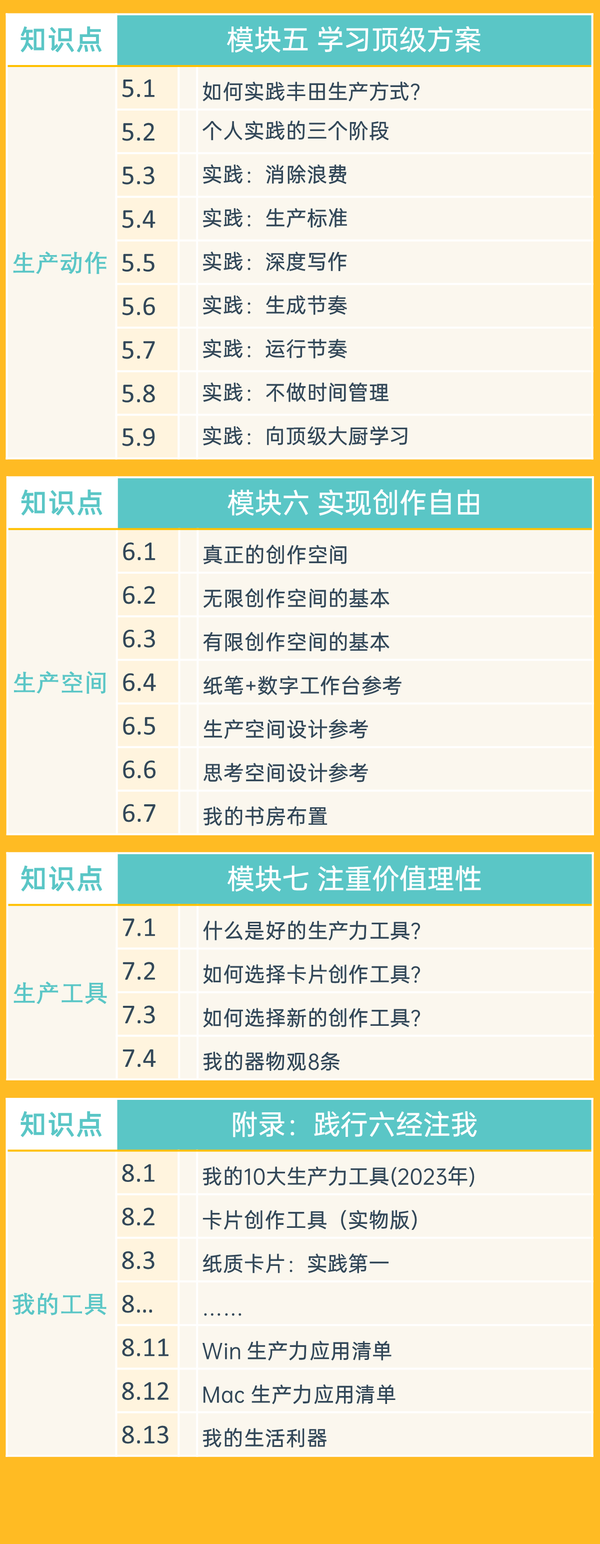 知识点 模块五 学习顶级方案
生产动作
5.1 如何实践丰田生产方式?
5.2 个人实践的三个阶段
5.3 实践：消除浪费
5.4 实践：生产标准
5.5 实践：深度写作
5.6 实践：生成节奏
5.7 实践：运行节奏
5.8 实践：不做时间管理
5.9 实践：向顶级大厨学习
知识点 模块六 实现创作自由
生产空间
6.1 真正的创作空间
6.2 无限创作空间的基本
6.3 有限创作空间的基本
6.4 纸笔+数字工作台参考
6.5 生产空间设计参考
6.6 思考空间设计参考
6.7 我的书房布置
知识点 模块七 注重价值理性
生产工具
7.1 什么是好的生产力工具?
7.2 如何选择卡片创作工具?
7.3 如何选择新的创作工具?
7.4 我的器物观8条
知识点 附录：践行六经注我
我的工具
8.1 我的10大生产力工具(2023年)
8.2 卡片创作工具（实物版）
8.3 纸质卡片：实践第一
8... ……
8.11 Win 生产力应用清单
8.12 Mac 生产力应用清单
8.13 我的生活利器